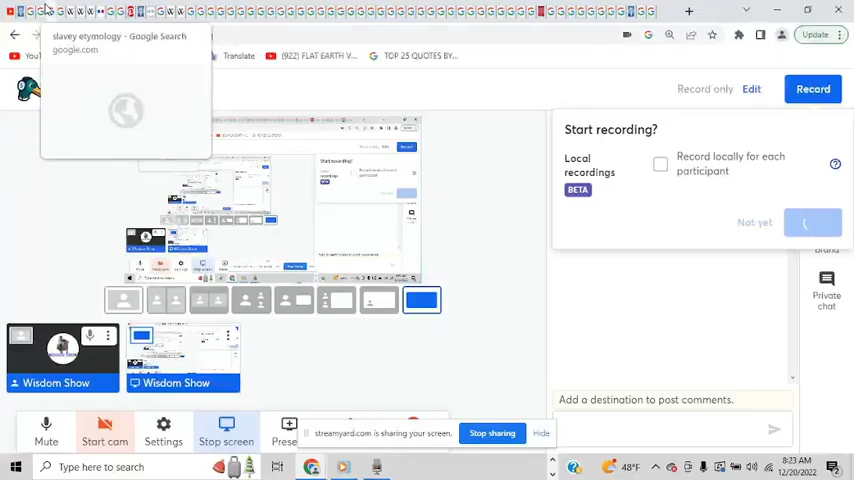 slavey etymology - Google Search
google.com
Translate
(922) FLAT EARTH V...
TOP 25 QUOTES BY...
Update
Record only
Edit
Record
Start recording?
Local
recordings
BETA
Record locally for each
participant
Not yet
Private
chat
Wisdom Show
Wisdom Show
Add a destination to post comments.
Mute
Start cam
Settings
Stop screen
streamyard.com is sharing your screen.
Stop sharing
Hide
Type here to search
48°F
8:23 AM
12/20/2022
2